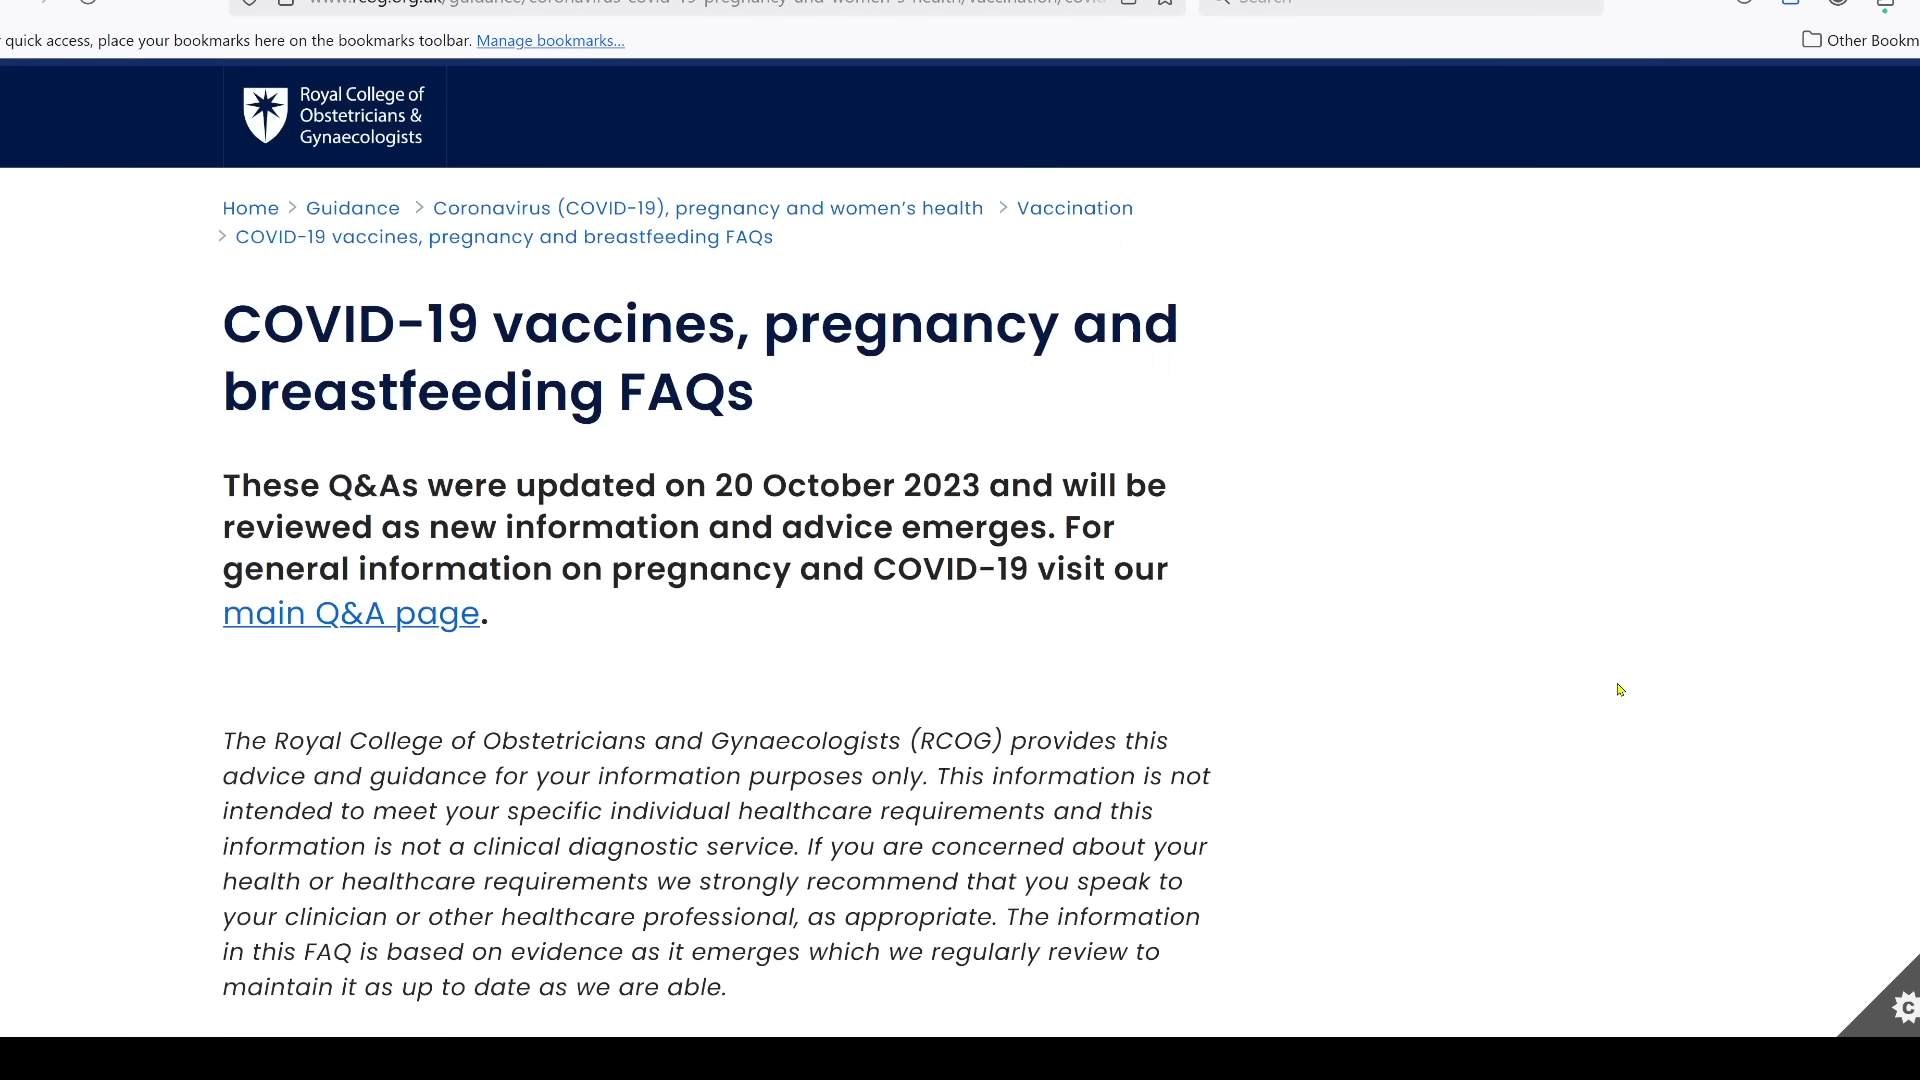 quick access, place your bookmarks here on the bookmarks toolbar. Manage bookmarks...
Other Bookm
Royal College of
Obstetricians &
Gynaecologists
Home > Guidance > Coronavirus (COVID-19), pregnancy and women's health > Vaccination
> COVID-19 vaccines, pregnancy and breastfeeding FAQs
COVID-19 vaccines, pregnancy and
breastfeeding FAQs
These Q&As were updated on 20 October 2023 and will be
reviewed as new information and advice emerges. For
general information on pregnancy and COVID-19 visit our
main Q&A page.
The Royal College of Obstetricians and Gynaecologists (RCOG) provides this
advice and guidance for your information purposes only. This information is not
intended to meet your specific individual healthcare requirements and this
information is not a clinical diagnostic service. If you are concerned about your
health or healthcare requirements we strongly recommend that you speak to
your clinician or other healthcare professional, as appropriate. The information
in this FAQ is based on evidence as it emerges which we regularly review to
maintain it as up to date as we are able.
C